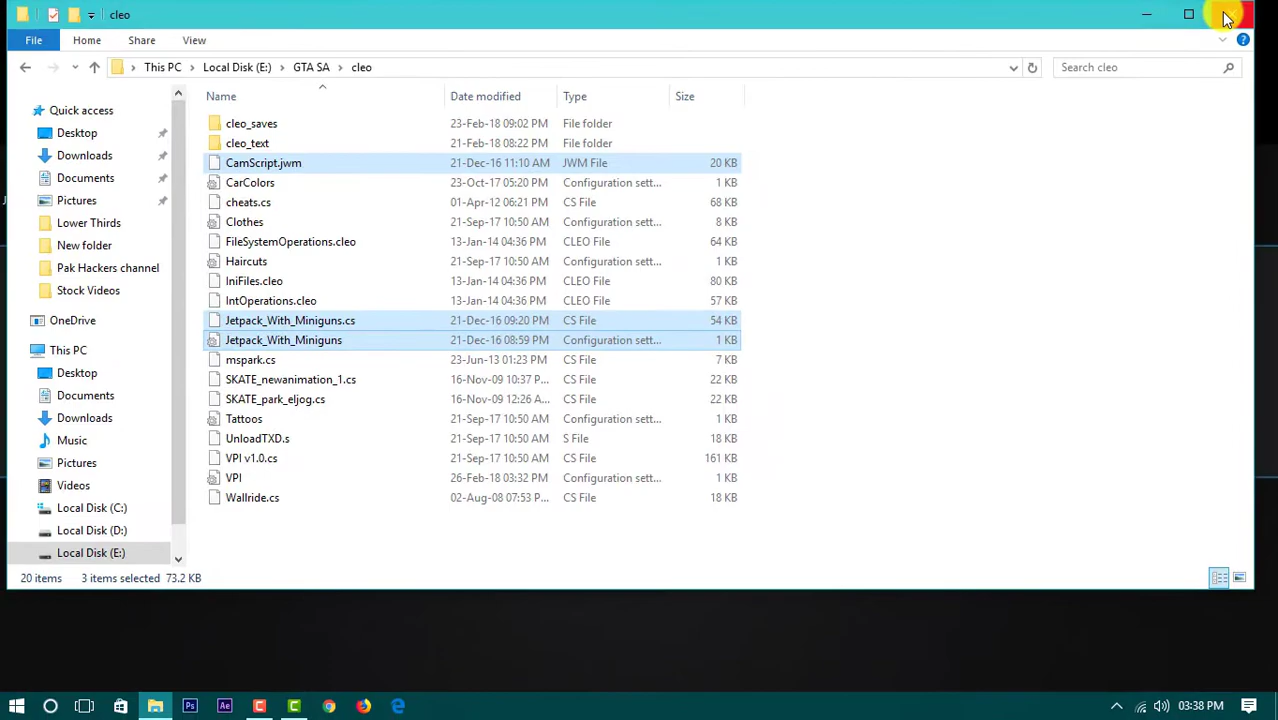 cleo
File Home Share View
This PC Local Disk (E:) GTA SA cleo Search cleo
Name Date modified Type Size
Quick access
Desktop
Downloads
Documents
Pictures
Lower Thirds
New folder
Pak Hackers channel
Stock Videos
OneDrive
This PC
Desktop
Documents
Downloads
Music
Pictures
Videos
Local Disk (C:)
Local Disk (D:)
Local Disk (E:)
cleo_saves 23-Feb-18 09:02 PM File folder
cleo_text 21-Feb-18 08:22 PM File folder
CamScript.jwm 21-Dec-16 11:10 AM JWM File 20 KB
CarColors 23-Oct-17 05:20 PM Configuration sett... 1 KB
cheats.cs 01-Apr-12 06:21 PM CS File 68 KB
Clothes 21-Sep-17 10:50 AM Configuration sett... 8 KB
FileSystemOperations.cleo 13-Jan-14 04:36 PM CLEO File 64 KB
Haircuts 21-Sep-17 10:50 AM Configuration sett... 1 KB
IniFiles.cleo 13-Jan-14 04:36 PM CLEO File 80 KB
IntOperations.cleo 13-Jan-14 04:36 PM CLEO File 57 KB
Jetpack_With_Miniguns.cs 21-Dec-16 09:20 PM CS File 54 KB
Jetpack_With_Miniguns 21-Dec-16 08:59 PM Configuration sett... 1 KB
mspark.cs 23-Jun-13 01:23 PM CS File 7 KB
SKATE_newanimation_1.cs 16-Nov-09 10:37 P... CS File 22 KB
SKATE_park_eljog.cs 16-Nov-09 12:26 A... CS File 22 KB
Tattoos 21-Sep-17 10:50 AM Configuration sett... 1 KB
UnloadTXD.s 21-Sep-17 10:50 AM S File 18 KB
VPI v1.0.cs 21-Sep-17 10:50 AM CS File 161 KB
VPI 26-Feb-18 03:32 PM Configuration sett... 1 KB
Wallride.cs 02-Aug-08 07:53 P... CS File 18 KB
20 items 3 items selected 73.2 KB
Ps Ae C C 03:38 PM